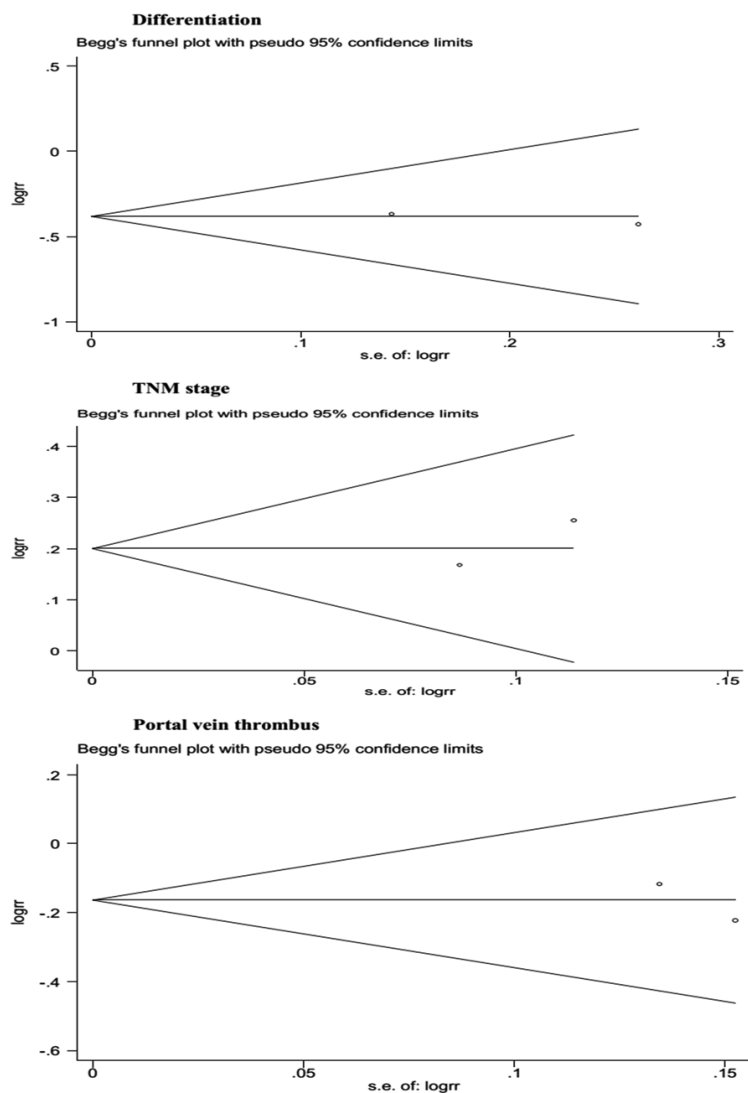 Differentiation
Begg's funnel plot with pseudo 95% confidence limits
.5
0
-.5
-1
logrr
0 .1 .2 .3
s.e. of: logrr
TNM stage
Begg's funnel plot with pseudo 95% confidence limits
.4
.3
.2
.1
0
logrr
0 .05 .1 .15
s.e. of: logrr
Portal vein thrombus
Begg's funnel plot with pseudo 95% confidence limits
.2
0
-.2
-.4
-.6
logrr
0 .05 .1 .15
s.e. of: logrr